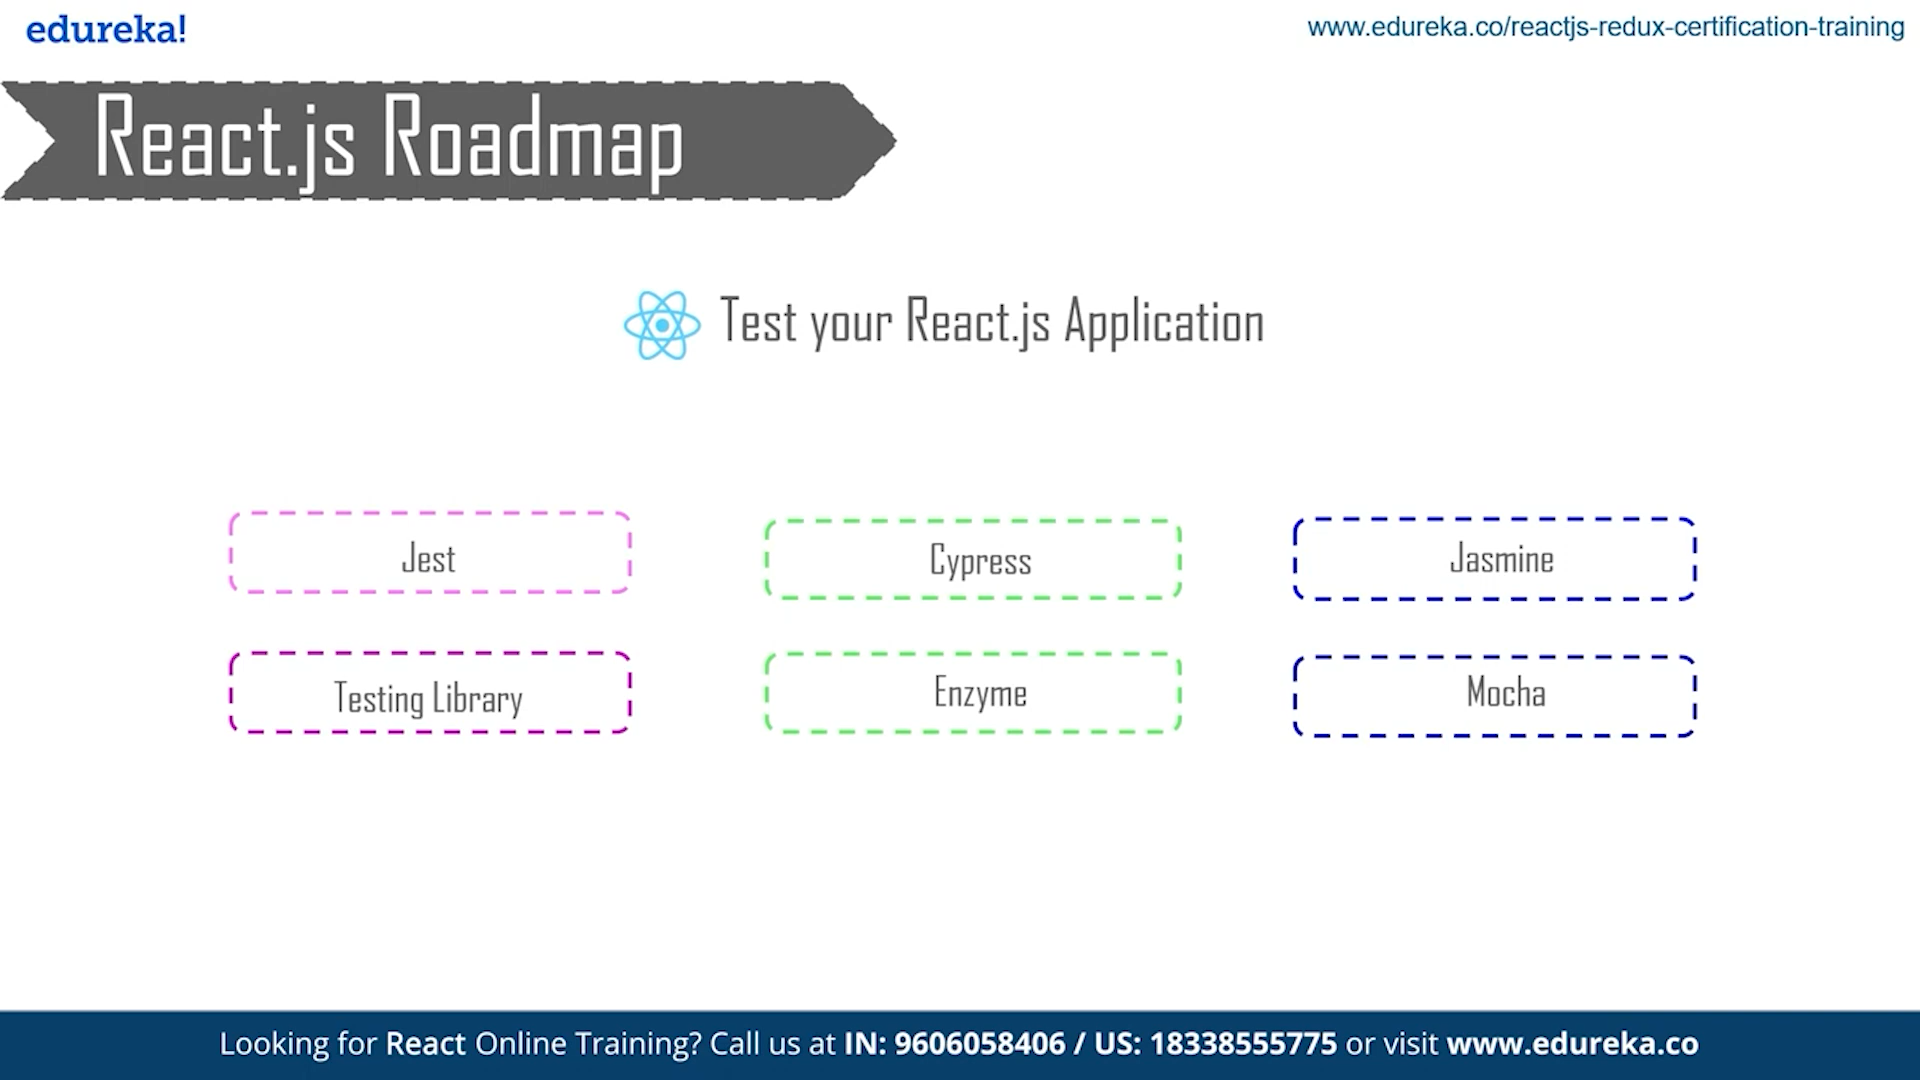 edureka!
www.edureka.co/reactjs-redux-certification-training
React.js Roadmap
Test your React.js Application
Jest
Cypress
Jasmine
Testing Library
Enzyme
Mocha
Looking for React Online Training? Call us at IN: 9606058406 / US: 18338555775 or visit www.edureka.co